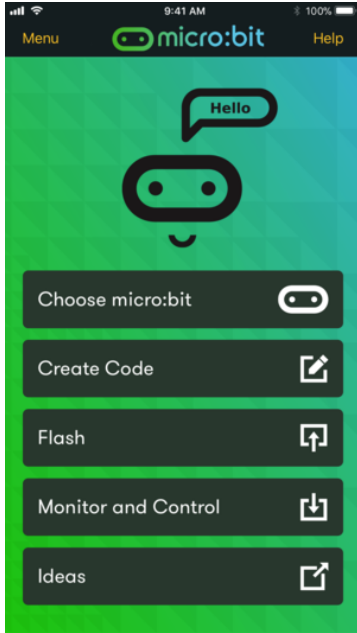 9:41 AM
100%
Menu
micro:bit
Help
Hello
Choose micro:bit
Create Code
Flash
Monitor and Control
Ideas